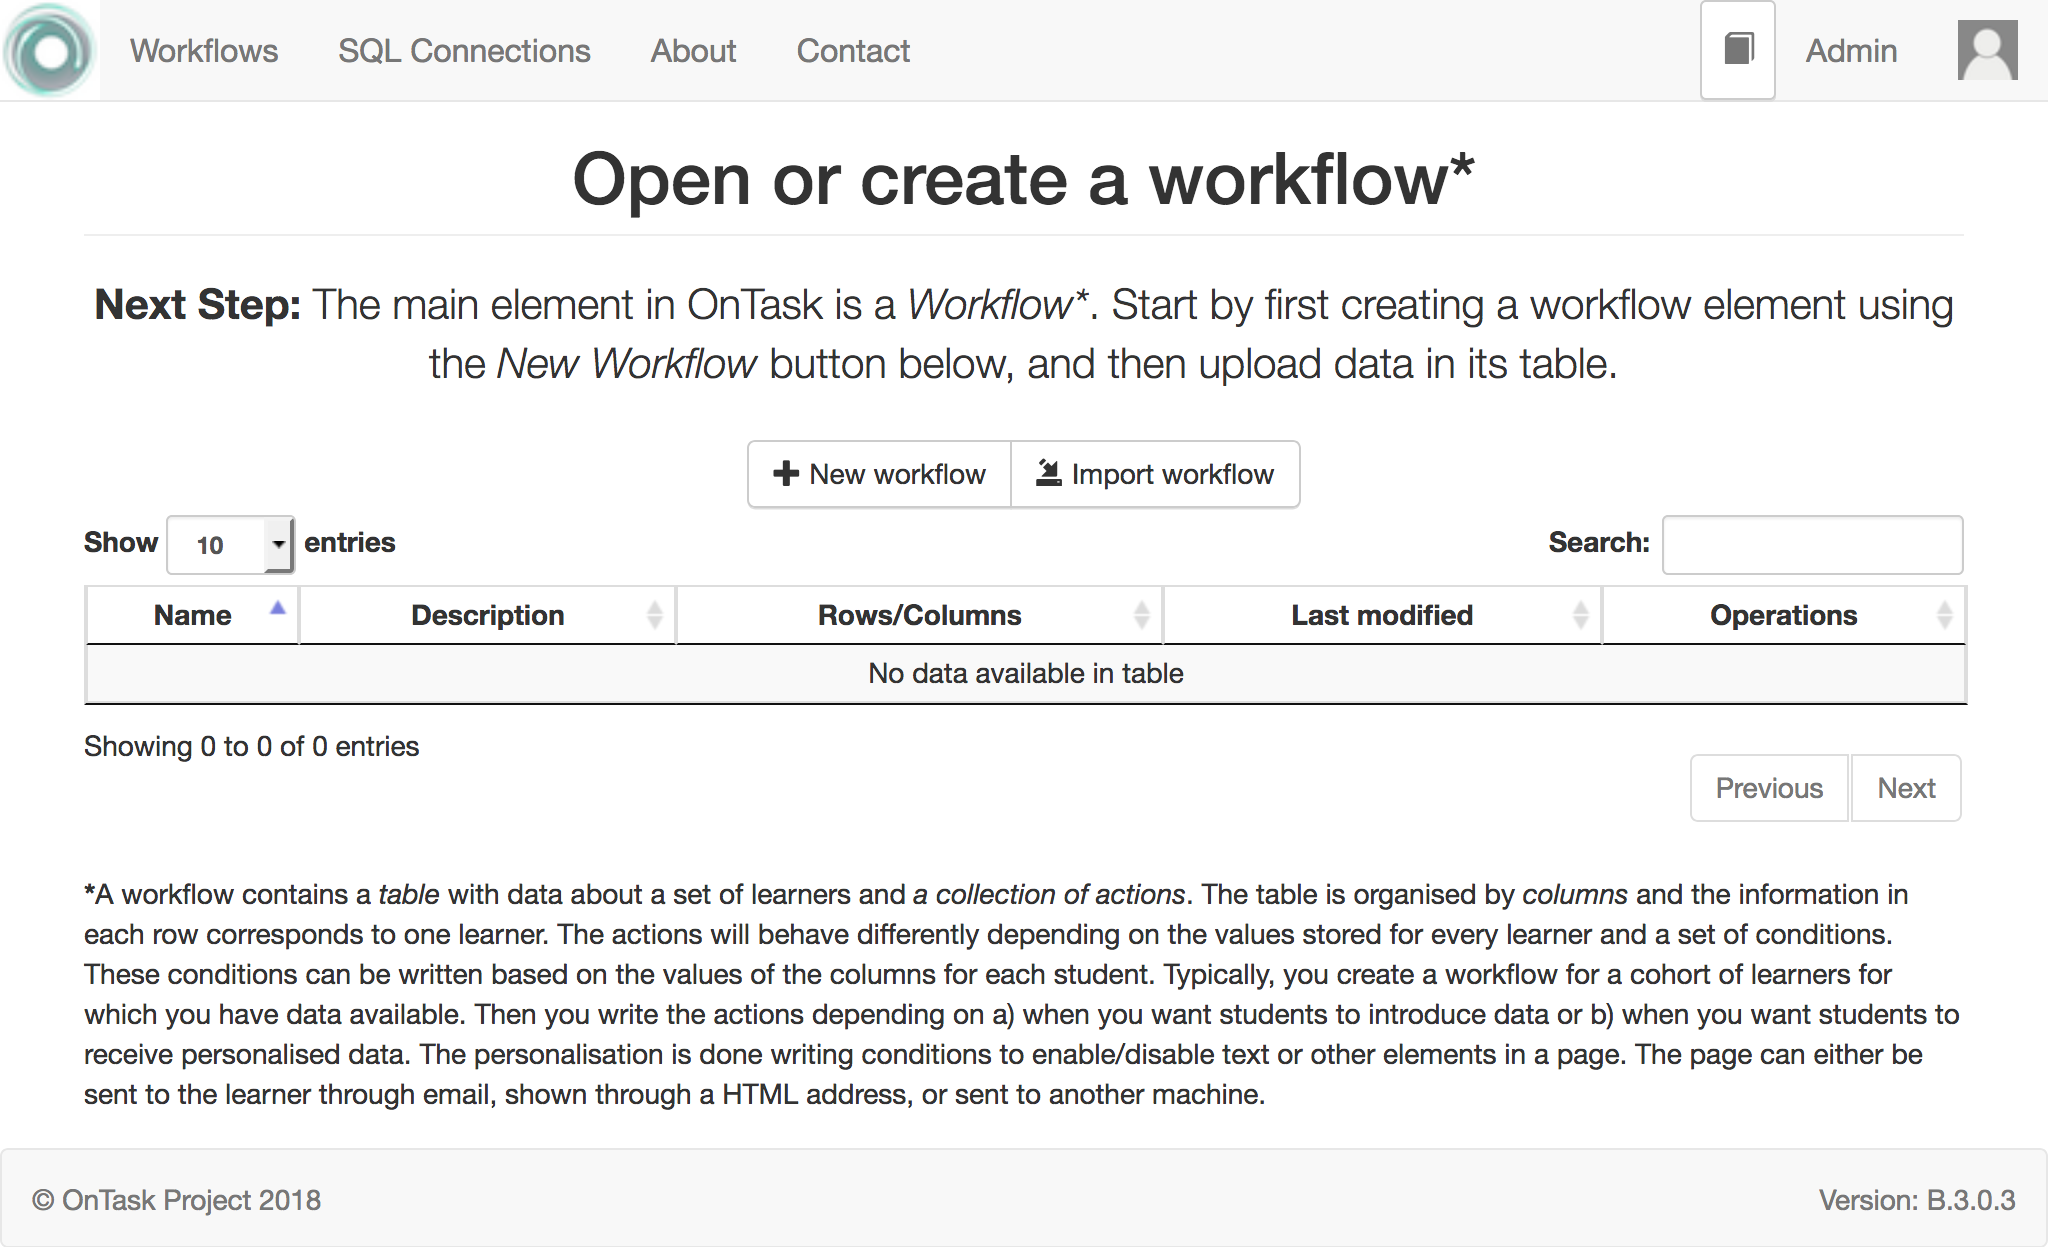 Workflows SQL Connections About Contact Admin
Open or create a workflow*
Next Step: The main element in OnTask is a Workflow*. Start by first creating a workflow element using
the New Workflow button below, and then upload data in its table.
New workflow Import workflow
Show 10 entries Search:
Name Description Rows/Columns Last modified Operations
No data available in table
Showing 0 to 0 of 0 entries
Previous Next
*A workflow contains a table with data about a set of learners and a collection of actions. The table is organised by columns and the information in
each row corresponds to one learner. The actions will behave differently depending on the values stored for every learner and a set of conditions.
These conditions can be written based on the values of the columns for each student. Typically, you create a workflow for a cohort of learners for
which you have data available. Then you write the actions depending on a) when you want students to introduce data or b) when you want students to
receive personalised data. The personalisation is done writing conditions to enable/disable text or other elements in a page. The page can either be
sent to the learner through email, shown through a HTML address, or sent to another machine.
© OnTask Project 2018 Version: B.3.0.3